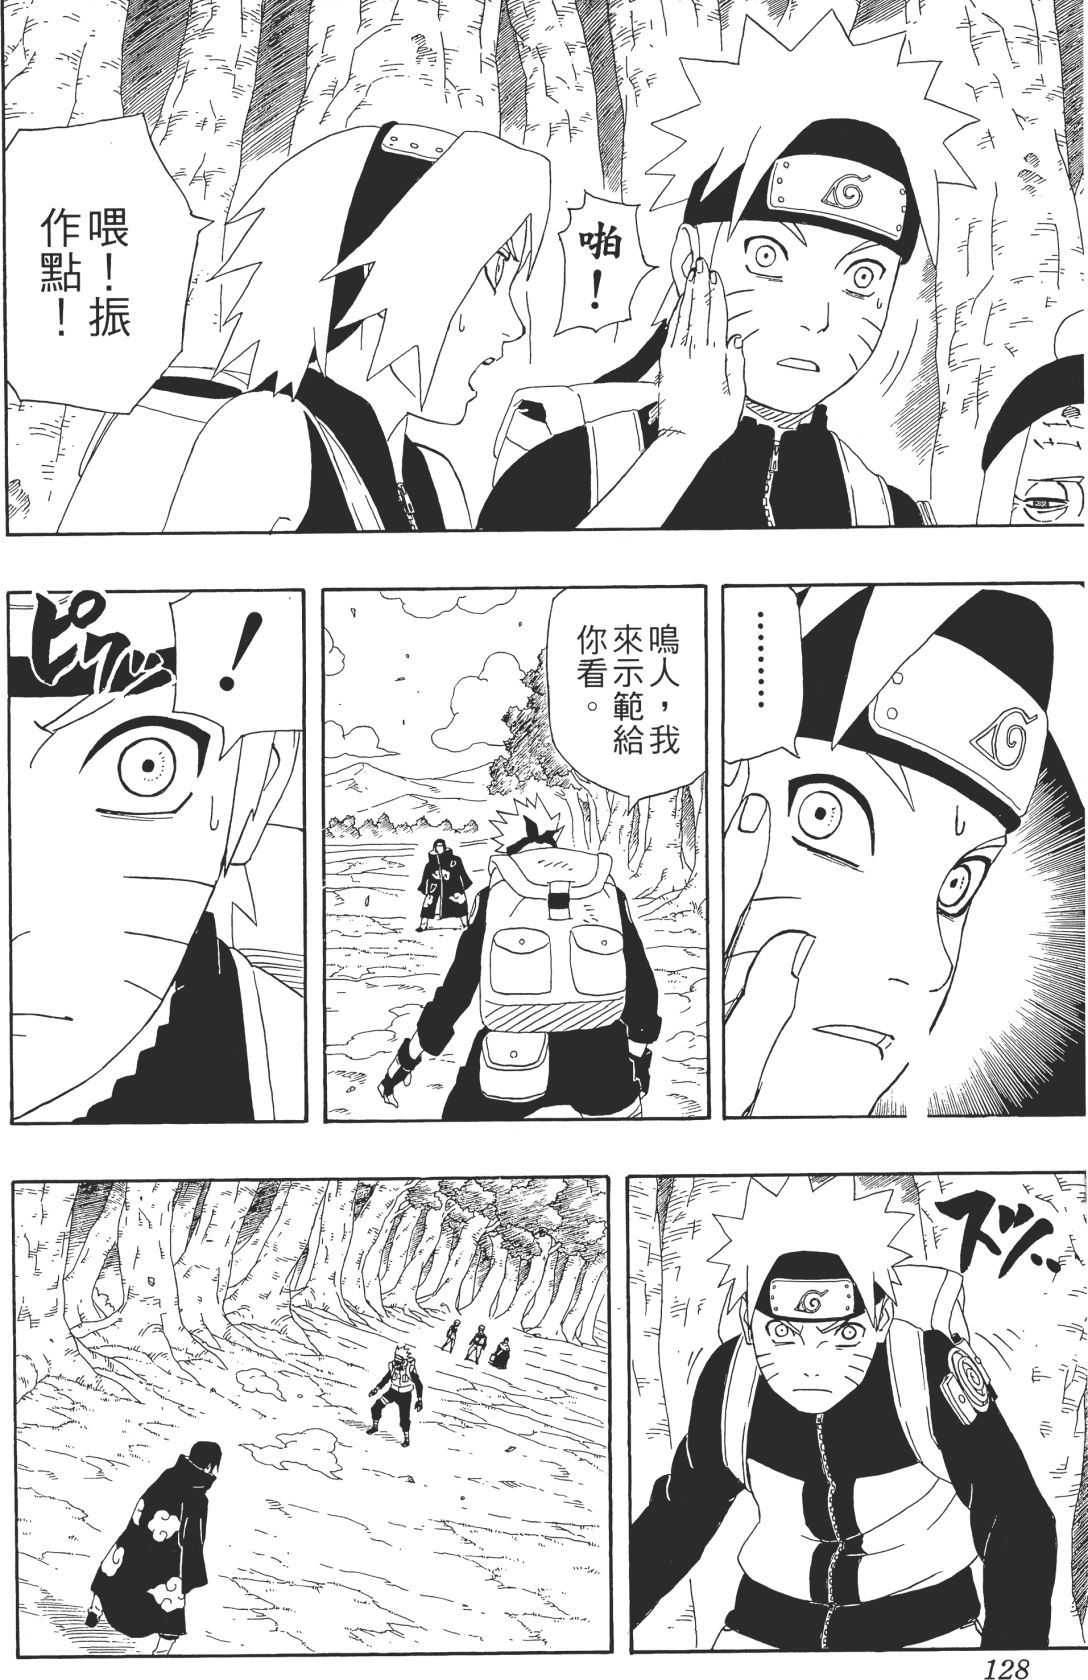 啪！
喂！振
作點！
………
鳴人，我
來示範給
你看。
！
ピクッ
スッ‥
128